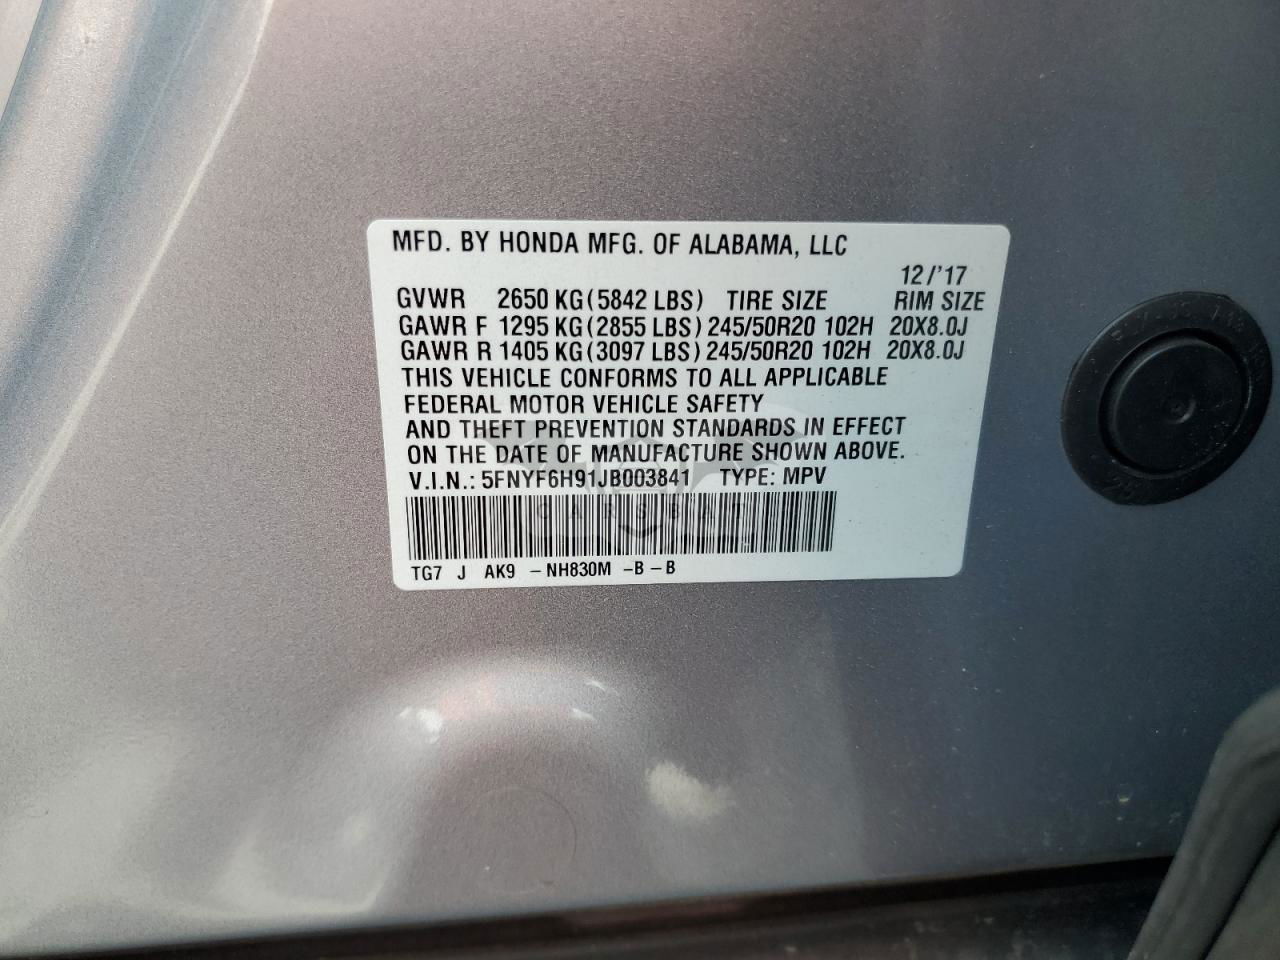 MFD. BY HONDA MFG. OF ALABAMA, LLC
12/'17
GVWR 2650 KG(5842 LBS) TIRE SIZE RIM SIZE
GAWR F 1295 KG(2855 LBS) 245/50R20 102H 20X8.0J
GAWR R 1405 KG(3097 LBS) 245/50R20 102H 20X8.0J
THIS VEHICLE CONFORMS TO ALL APPLICABLE
FEDERAL MOTOR VEHICLE SAFETY
AND THEFT PREVENTION STANDARDS IN EFFECT
ON THE DATE OF MANUFACTURE SHOWN ABOVE.
V.I.N.: 5FNYF6H91JB003841 TYPE: MPV
TG7 J AK9 -NH830M -B-B